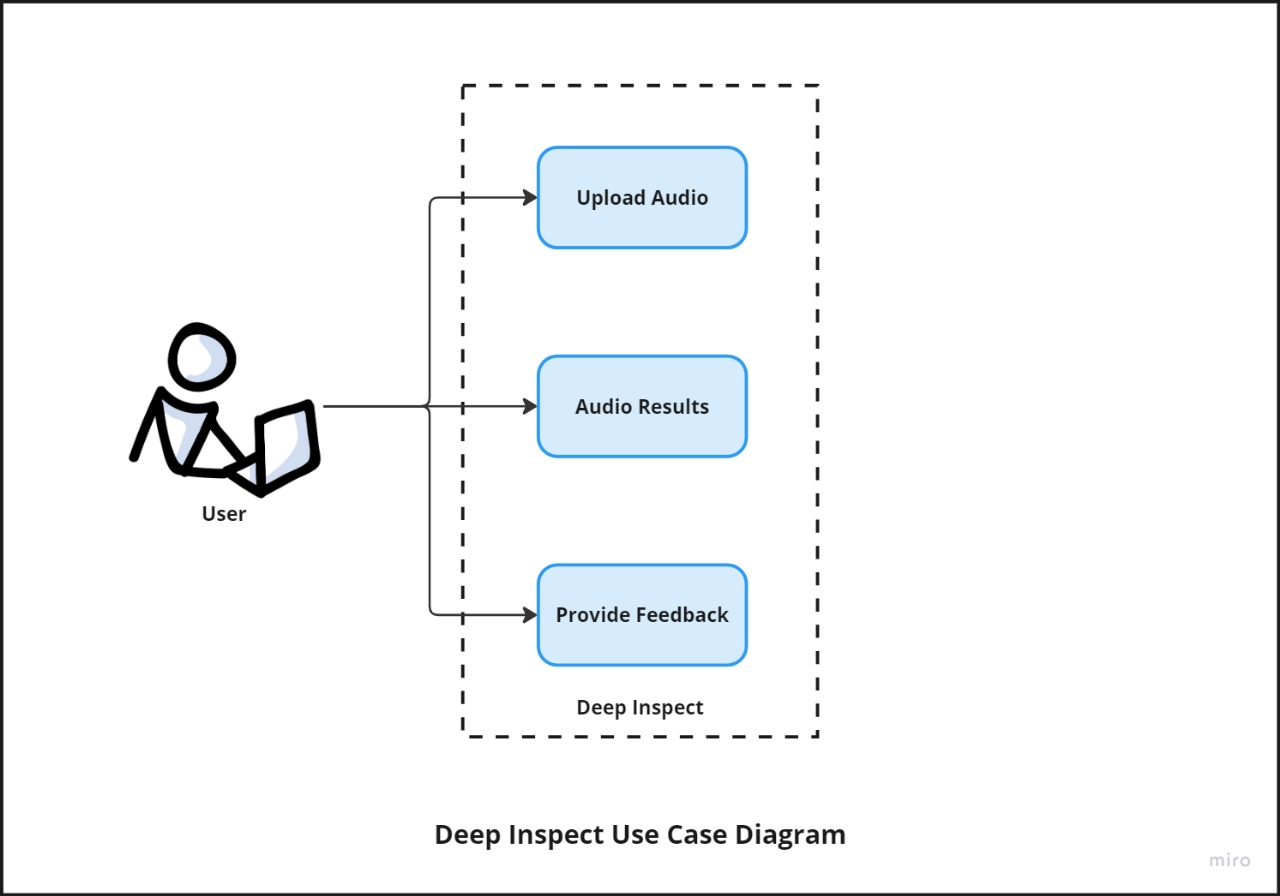 Upload Audio
Audio Results
User
Provide Feedback
Deep Inspect
Deep Inspect Use Case Diagram
miro